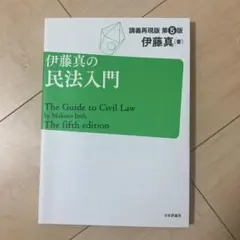 講義再現版 第5版
伊藤真[著]
伊藤真の
民法入門
The Guide to Civil Law
by Makoto Itoh
The fifth edition
日本評論社